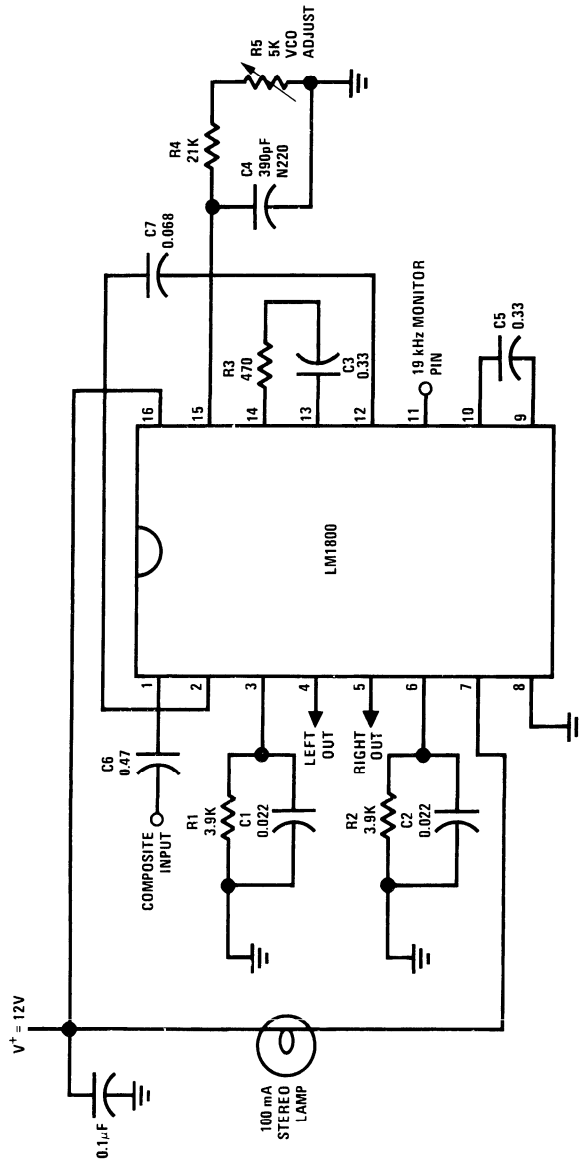 V+ = 12V
0.1µF
100 mA
STEREO
LAMP
COMPOSITE
INPUT
C6
0.47
R1
3.9K
C1
0.022
LEFT
OUT
RIGHT
OUT
R2
3.9K
C2
0.022
1
2
3
4
5
6
7
8
LM1800
16
15
14
13
12
11
10
9
C7
0.068
R3
470
C3
0.33
19 kHz MONITOR
PIN
C5
0.33
R4
21K
C4
390pF
N220
R5
5K
VCO
ADJUST